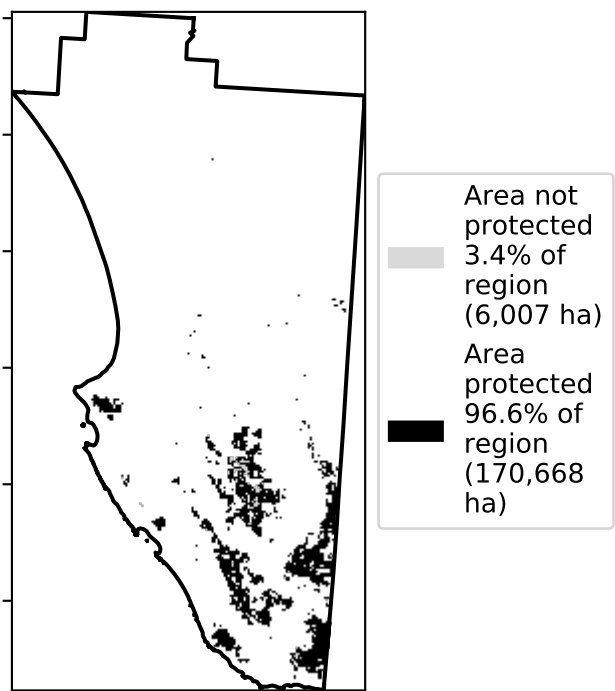 Area not
protected
3.4% of
region
(6,007 ha)
Area
protected
96.6% of
region
(170,668
ha)